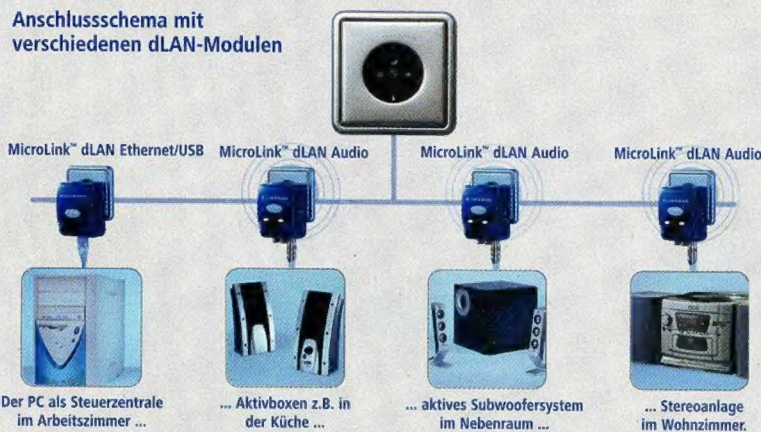 Anschlussschema mit
verschiedenen dLAN-Modulen
MicroLink™ dLAN Ethernet/USB
MicroLink™ dLAN Audio
MicroLink™ dLAN Audio
MicroLink™ dLAN Audio
Der PC als Steuerzentrale
im Arbeitszimmer ...
... Aktivboxen z.B. in
der Küche ...
... aktives Subwoofersystem
im Nebenraum ...
... Stereoanlage
im Wohnzimmer.